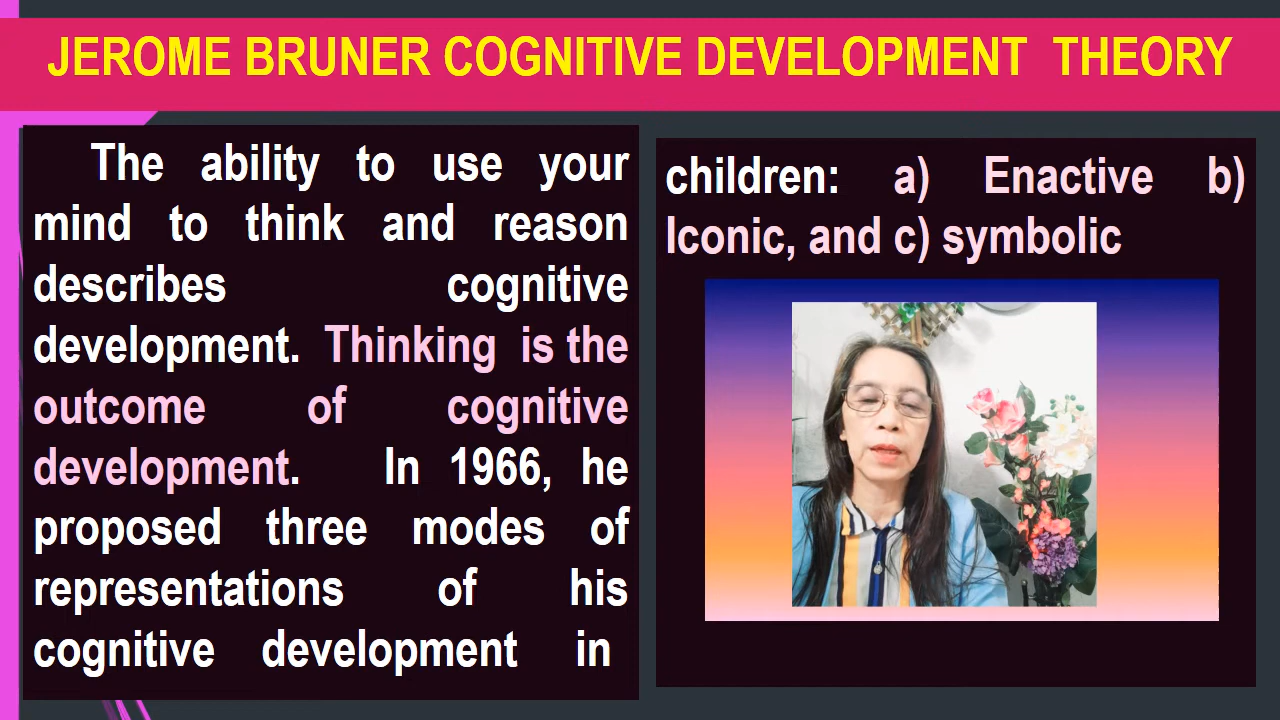 JEROME BRUNER COGNITIVE DEVELOPMENT THEORY
The ability to use your
mind to think and reason
describes cognitive
development. Thinking is the
outcome of cognitive
development. In 1966, he
proposed three modes of
representations of his
cognitive development in
children: a) Enactive b)
Iconic, and c) symbolic